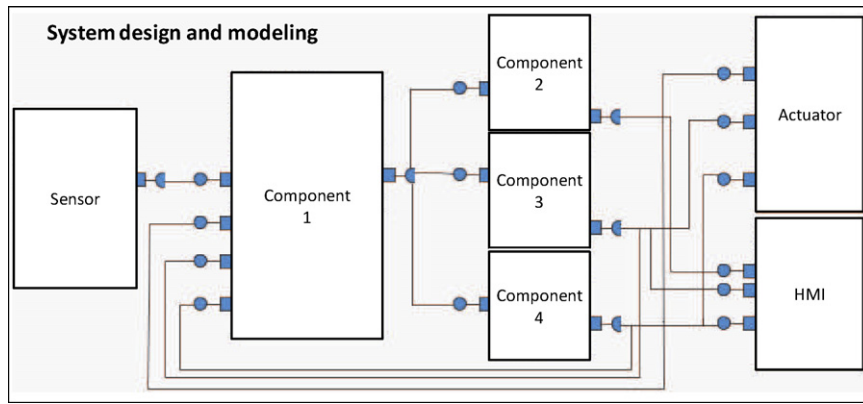 System design and modeling
Sensor
Component
1
Component
2
Component
3
Component
4
Actuator
HMI